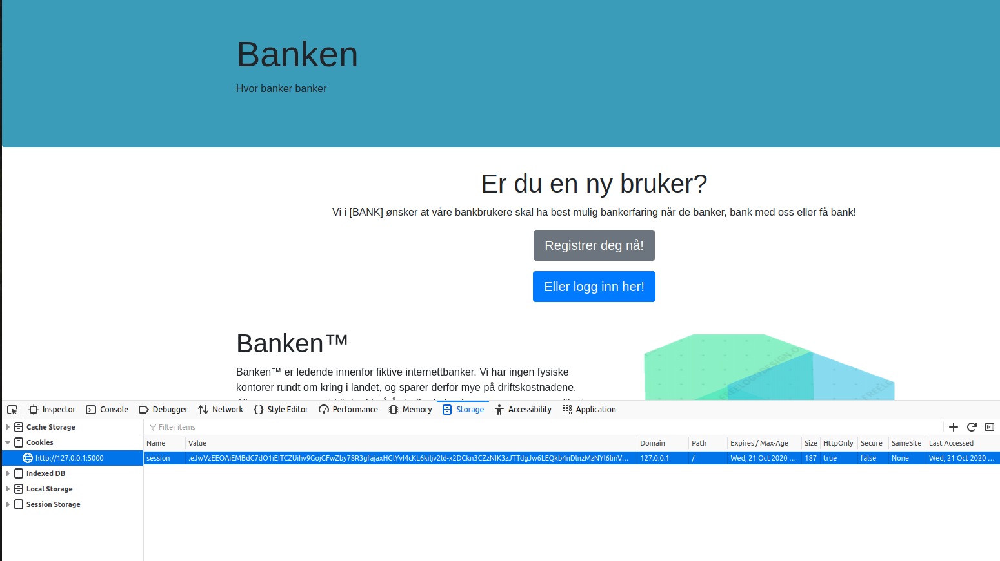 Banken
Hvor banker banker
Er du en ny bruker?
Vi i [BANK] ønsker at våre bankbrukere skal ha best mulig bankerfaring når de banker, bank med oss eller få bank!
Registrer deg nå!
Eller logg inn her!
Banken™
Banken™ er ledende innenfor fiktive internettbanker. Vi har ingen fysiske
kontorer rundt om kring i landet, og sparer derfor mye på driftskostnadene.
Inspector Console Debugger Network Style Editor Performance Memory Storage Accessibility Application
Cache Storage
Filter items
Cookies
Name Value Domain Path Expires / Max-Age Size HttpOnly Secure SameSite Last Accessed
http://127.0.0.1:5000
session 127.0.0.1 / Wed, 21 Oct 2020 ... 187 true false None Wed, 21 Oct 2020 ...
Indexed DB
Local Storage
Session Storage